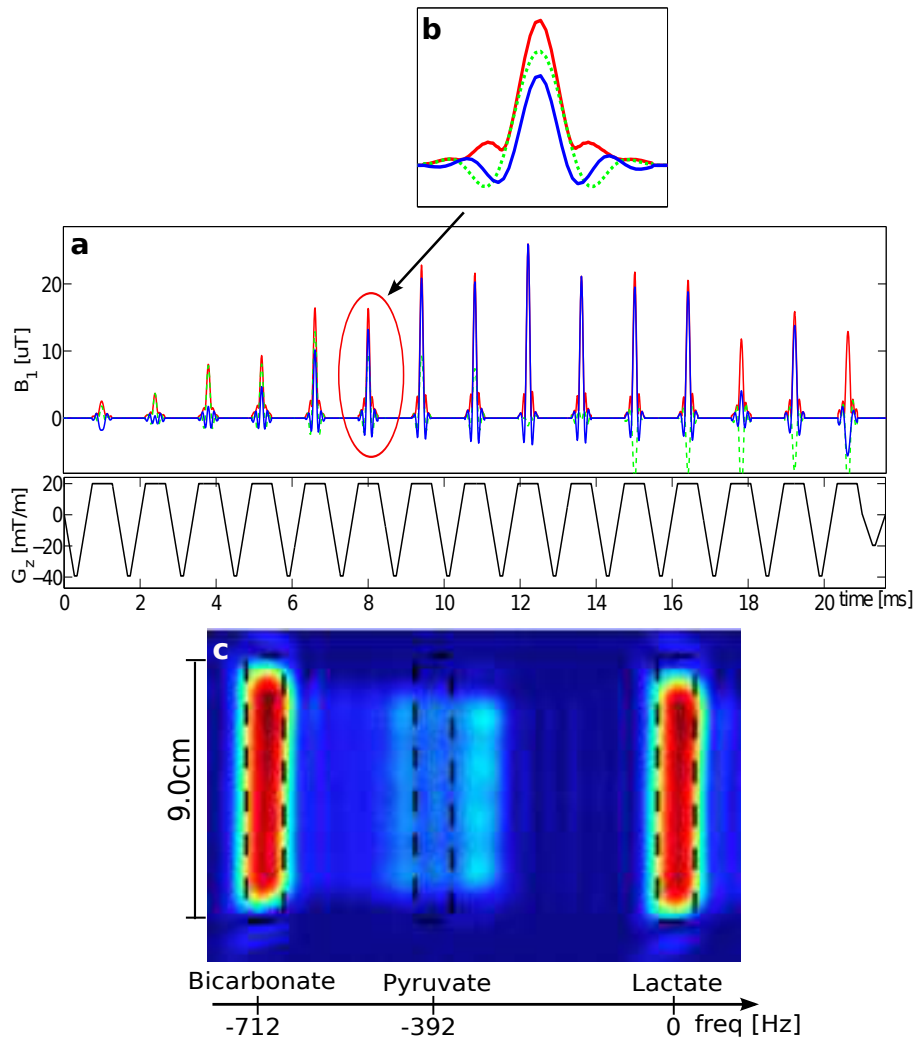 b
a
20
10
0
B1 [uT]
20
0
−20
−40
Gz [mT/m]
0 2 4 6 8 10 12 14 16 18 20 time [ms]
c
9.0cm
Bicarbonate Pyruvate Lactate
-712 -392 0 freq [Hz]